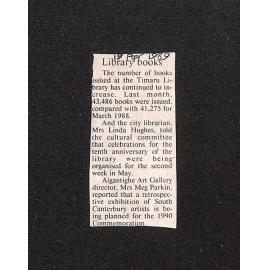 19 Apr 1989
Library books
The number of books
issued at the Timaru Li-
brary has continued to in-
crease. Last month,
43,486 books were issued,
compared with 41,275 for
March 1988.
And the city librarian,
Mrs Linda Hughes, told
the cultural committee
that celebrations for the
tenth anniversary of the
library were being
organised for the second
week in May.
Aigantighe Art Gallery
director, Mrs Meg Parkin,
reported that a retrospec-
tive exhibition of South
Canterbury artists is be-
ing planned for the 1990
Commemoration.